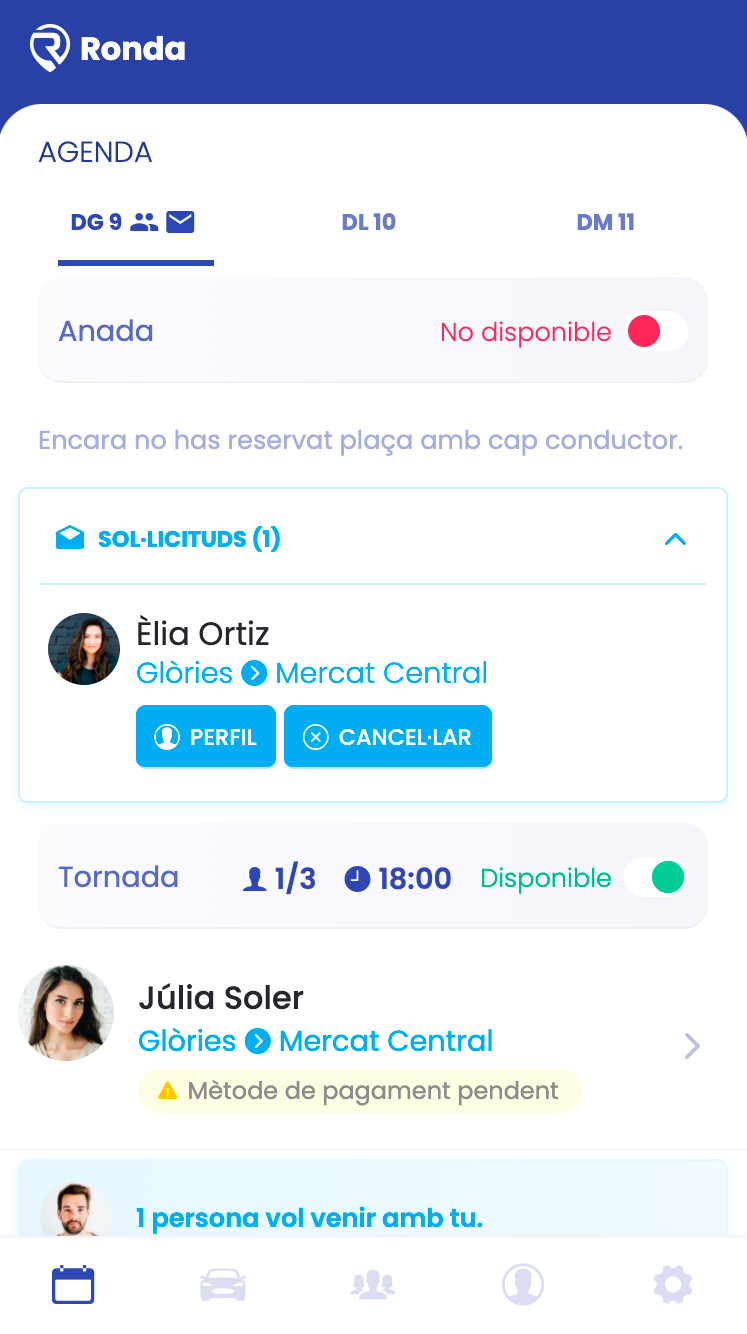 Ronda
AGENDA
DG 9
DL 10
DM 11
Anada
No disponible
Encara no has reservat plaça amb cap conductor.
SOL·LICITUDS (1)
Èlia Ortiz
Glòries Mercat Central
PERFIL
CANCEL·LAR
Tornada 1/3 18:00 Disponible
Júlia Soler
Glòries Mercat Central
Mètode de pagament pendent
1 persona vol venir amb tu.